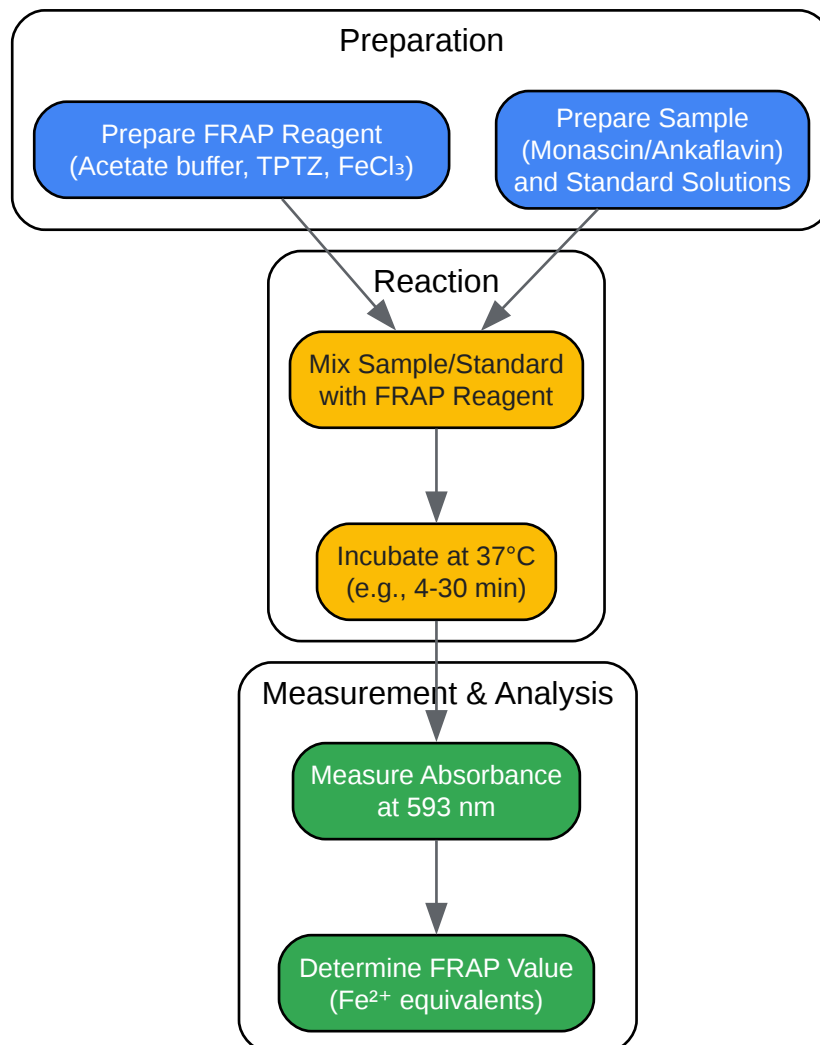 Preparation
Prepare FRAP Reagent
(Acetate buffer, TPTZ, FeCl₃)
Prepare Sample
(Monascin/Ankaflavin)
and Standard Solutions
Reaction
Mix Sample/Standard
with FRAP Reagent
Incubate at 37°C
(e.g., 4-30 min)
Measurement & Analysis
Measure Absorbance
at 593 nm
Determine FRAP Value
(Fe²⁺ equivalents)